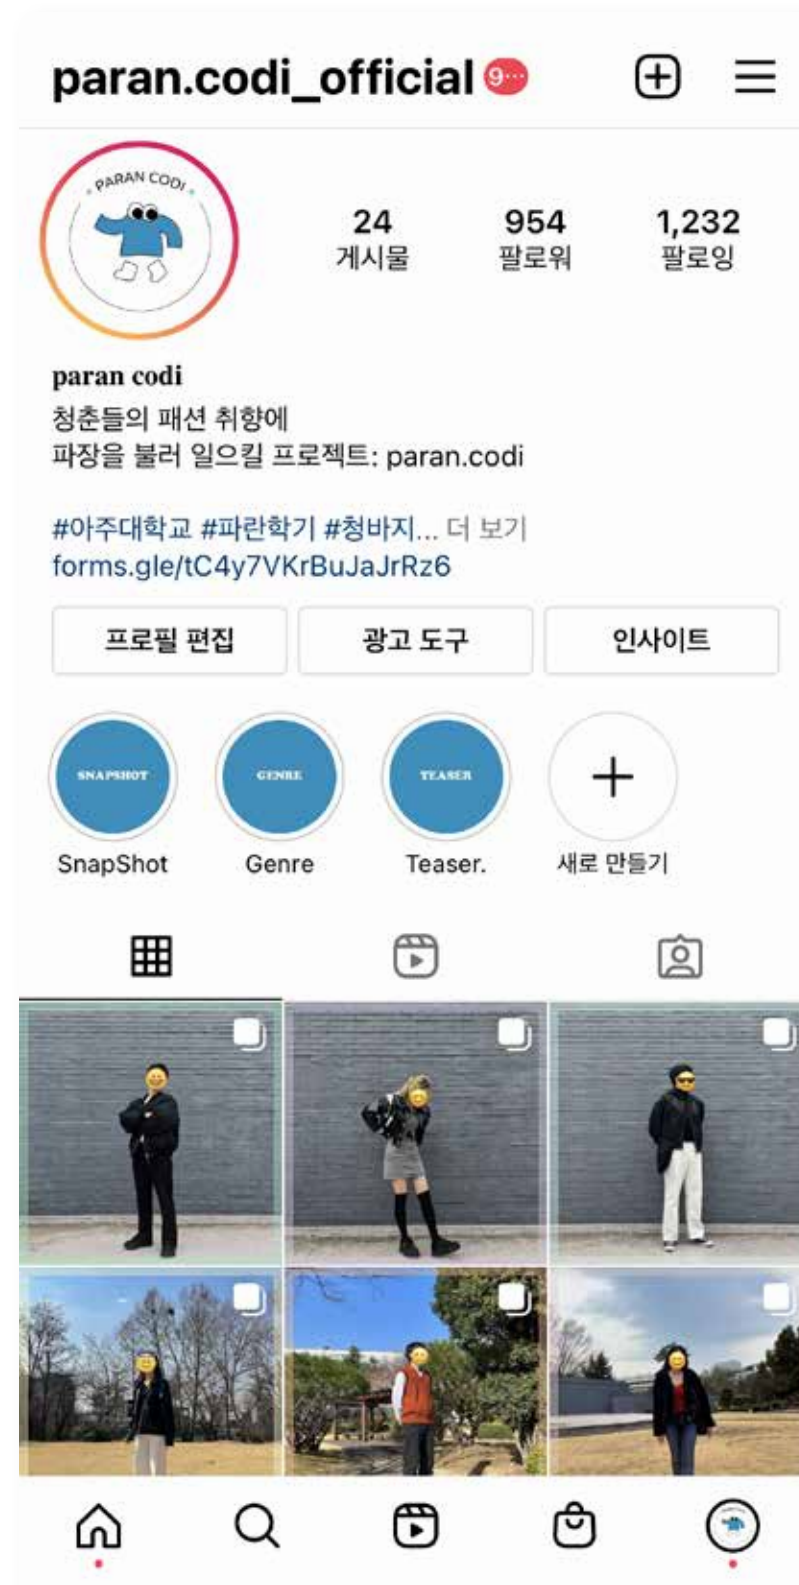 paran.codi_official 9...
PARAN CODI
24 954 1,232
게시물 팔로워 팔로잉
paran codi
청춘들의 패션 취향에
파장을 불러 일으킬 프로젝트: paran.codi
#아주대학교 #파란학기 #청바지... 더 보기
forms.gle/tC4y7VKrBuJaJrRz6
프로필 편집 광고 도구 인사이트
SNAPSHOT GENRE TEASER
SnapShot Genre Teaser. 새로 만들기